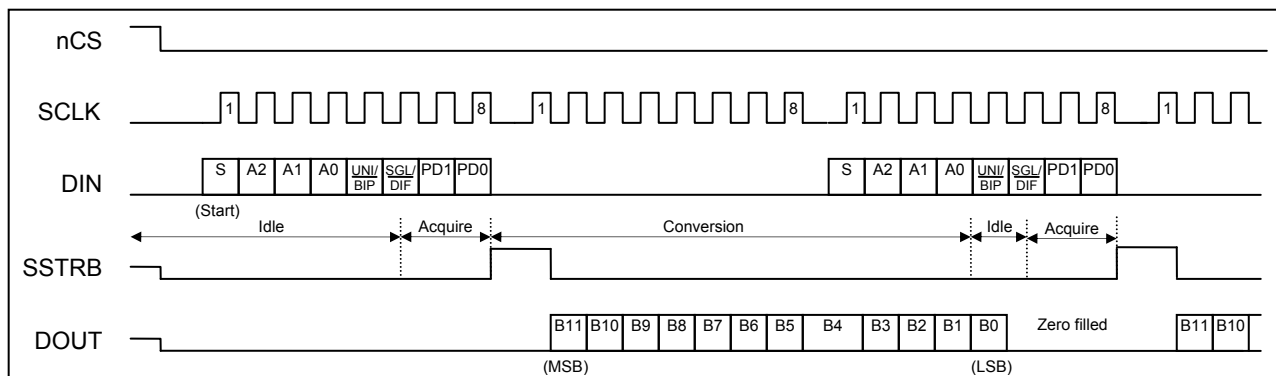 nCS
SCLK 1 8 1 8 1 8 1
DIN S A2 A1 A0 UNI/BIP SGL/DIF PD1 PD0 S A2 A1 A0 UNI/BIP SGL/DIF PD1 PD0
(Start)
Idle Acquire Conversion Idle Acquire
SSTRB
DOUT B11 B10 B9 B8 B7 B6 B5 B4 B3 B2 B1 B0 Zero filled B11 B10
(MSB) (LSB)